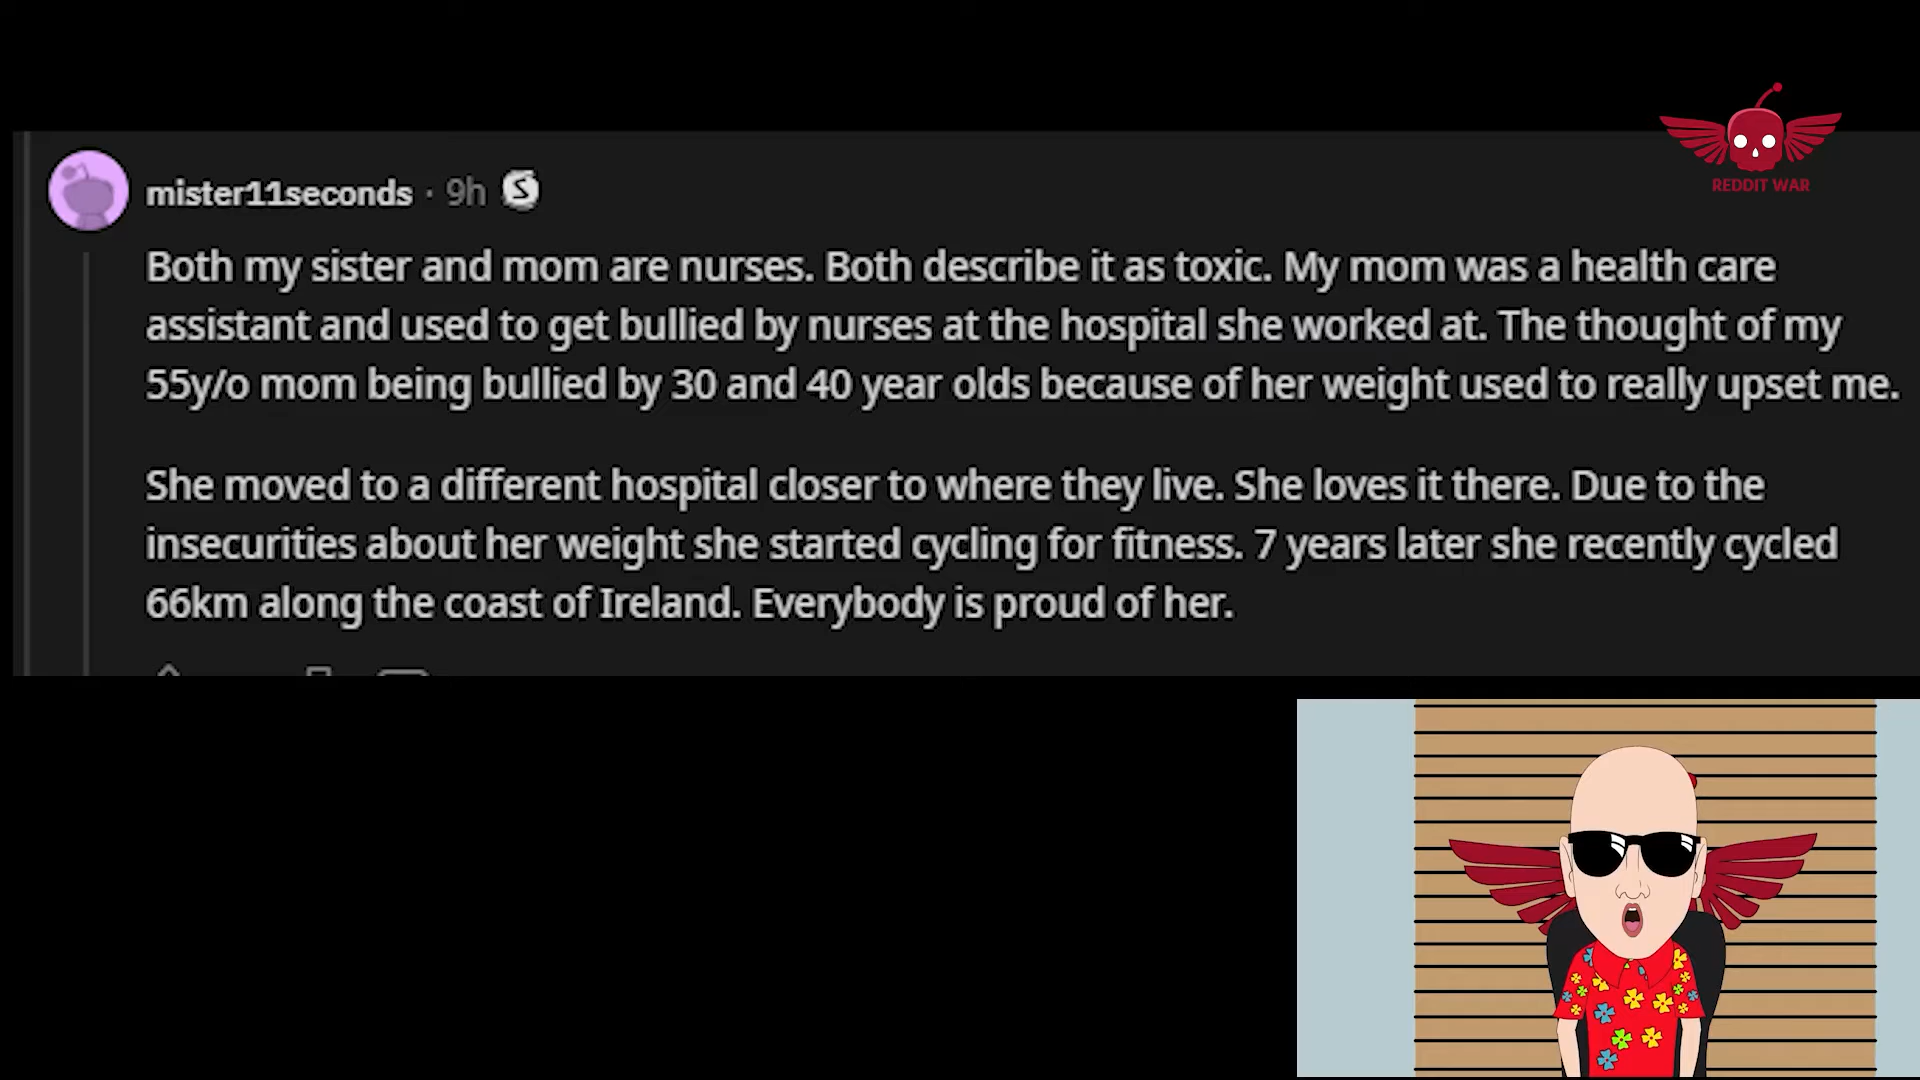 REDDIT WAR
mister11seconds · 9h
Both my sister and mom are nurses. Both describe it as toxic. My mom was a health care
assistant and used to get bullied by nurses at the hospital she worked at. The thought of my
55y/o mom being bullied by 30 and 40 year olds because of her weight used to really upset me.
She moved to a different hospital closer to where they live. She loves it there. Due to the
insecurities about her weight she started cycling for fitness. 7 years later she recently cycled
66km along the coast of Ireland. Everybody is proud of her.